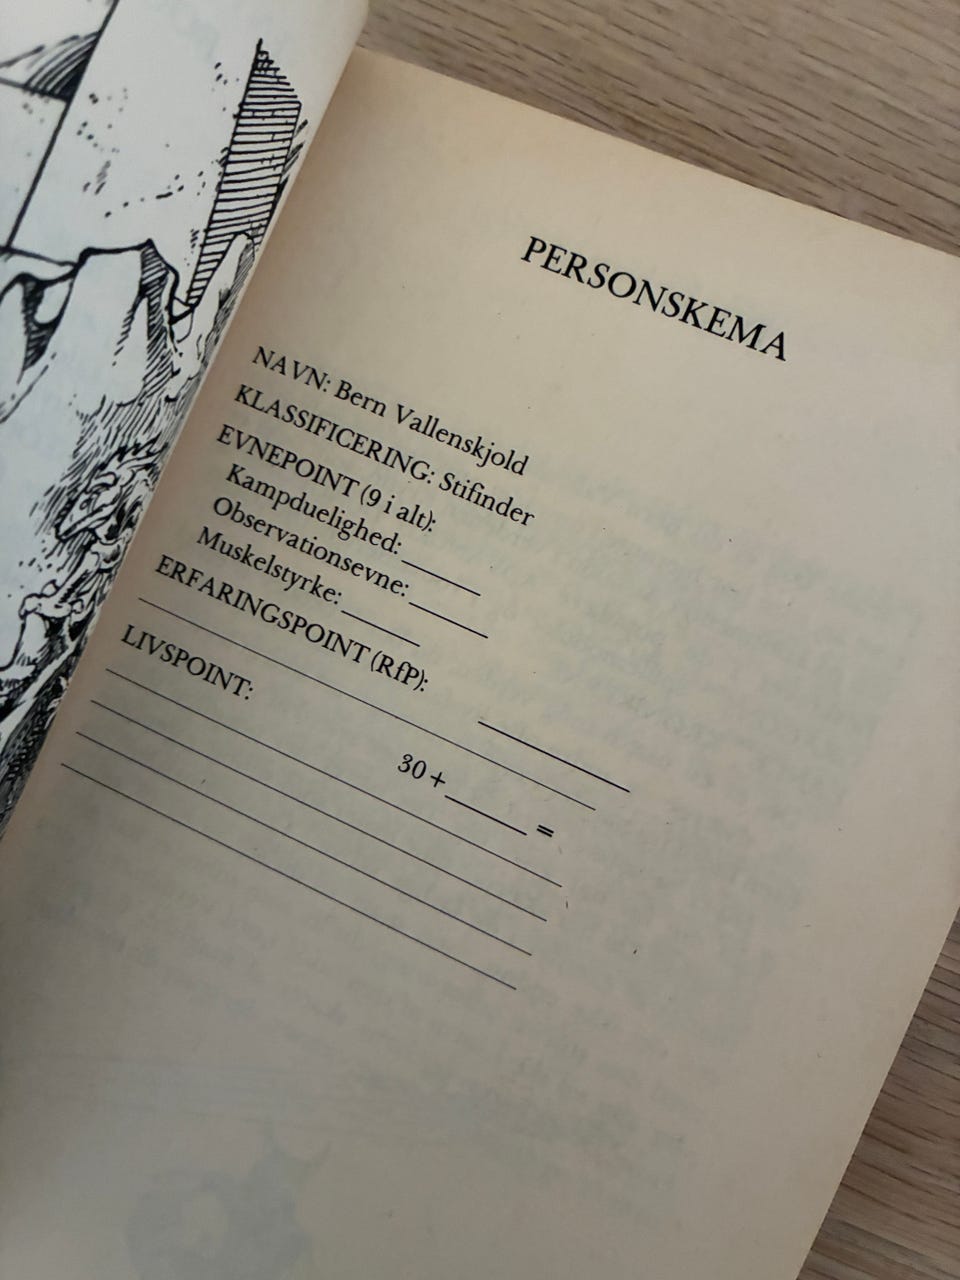 PERSONSKEMA
NAVN: Bern Vallenskjold
KLASSIFICERING: Stifinder
EVNEPOINT (9 i alt):
Kampduelighed:
Observationsevne:
Muskelstyrke:
ERFARINGSPOINT (RfP):
LIVSPOINT:
30 + =